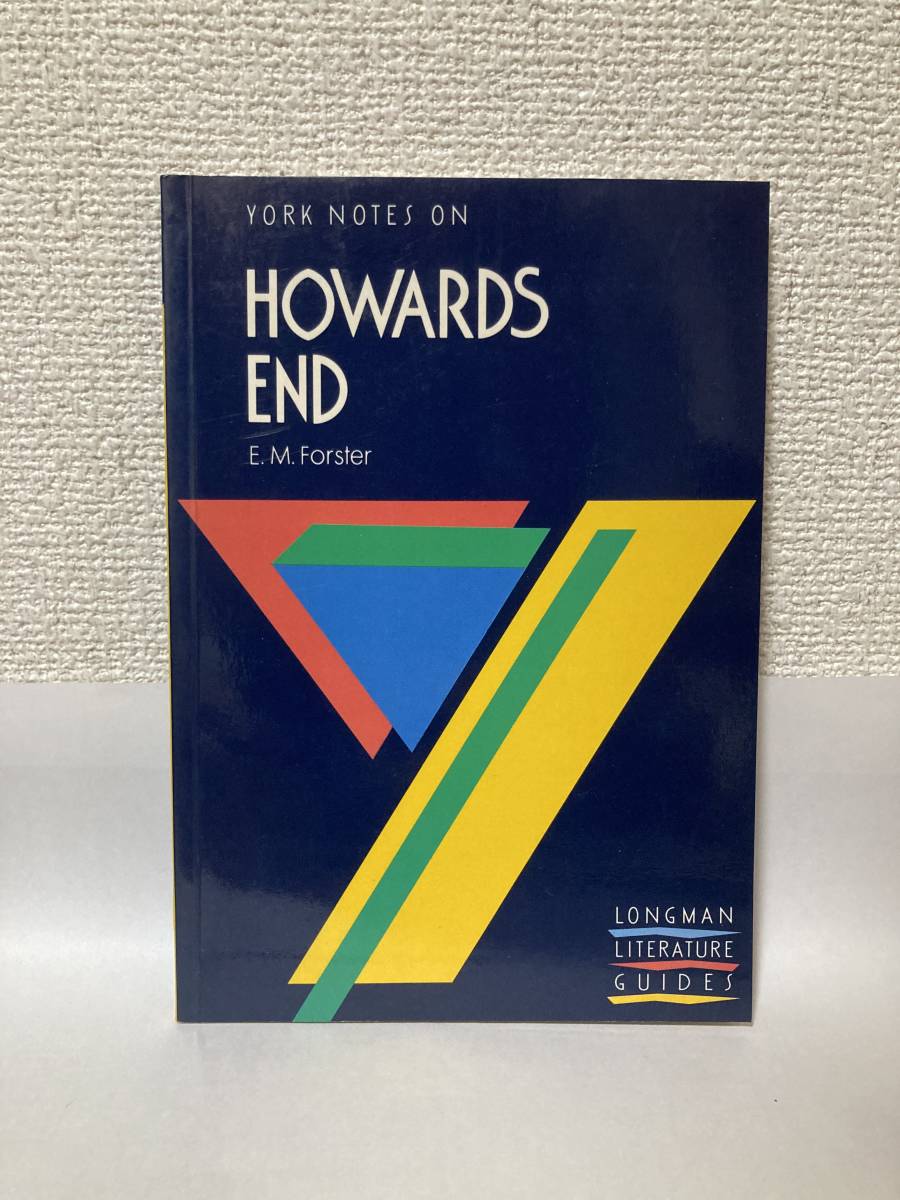 YORK NOTES ON
HOWARDS
END
E. M. Forster
LONGMAN
LITERATURE
GUIDES